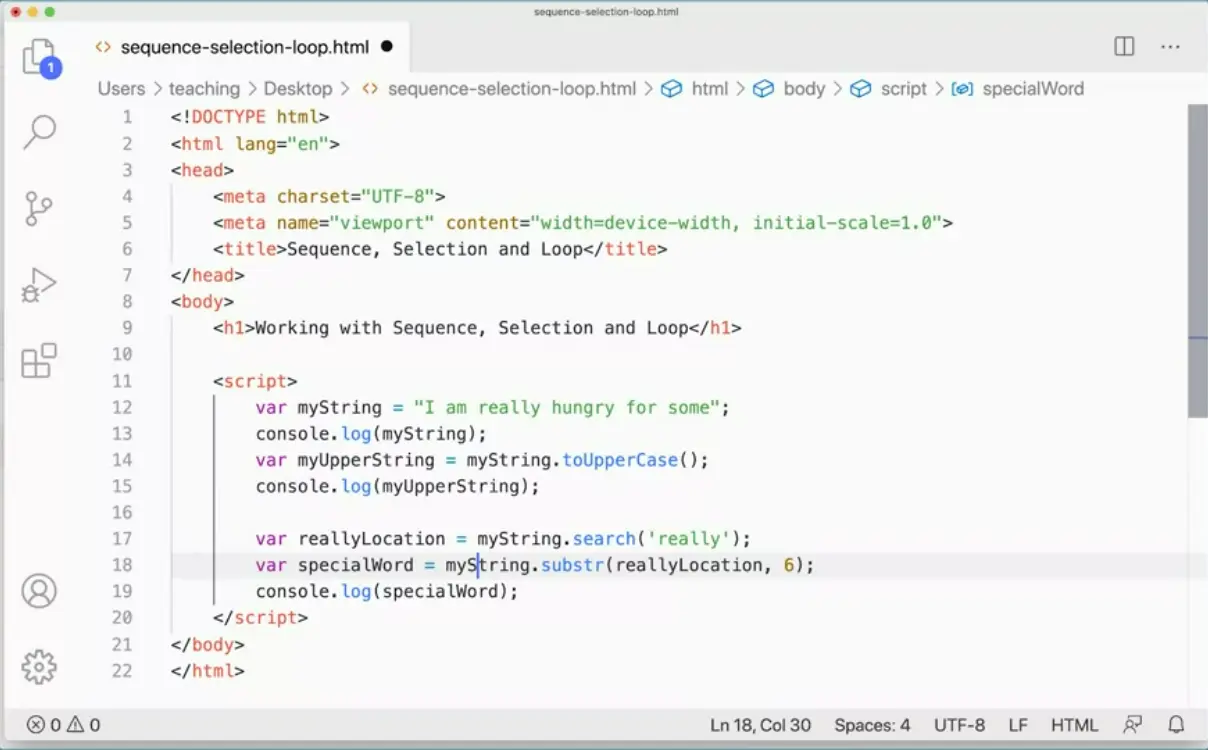 sequence-selection-loop.html
sequence-selection-loop.html
1
Users > teaching > Desktop > sequence-selection-loop.html > html > body > script > specialWord
1 <!DOCTYPE html>
2 <html lang="en">
3 <head>
4     <meta charset="UTF-8">
5     <meta name="viewport" content="width=device-width, initial-scale=1.0">
6     <title>Sequence, Selection and Loop</title>
7 </head>
8 <body>
9     <h1>Working with Sequence, Selection and Loop</h1>
10
11     <script>
12         var myString = "I am really hungry for some";
13         console.log(myString);
14         var myUpperString = myString.toUpperCase();
15         console.log(myUpperString);
16
17         var reallyLocation = myString.search('really');
18         var specialWord = myString.substr(reallyLocation, 6);
19         console.log(specialWord);
20     </script>
21 </body>
22 </html>
0 0 Ln 18, Col 30 Spaces: 4 UTF-8 LF HTML